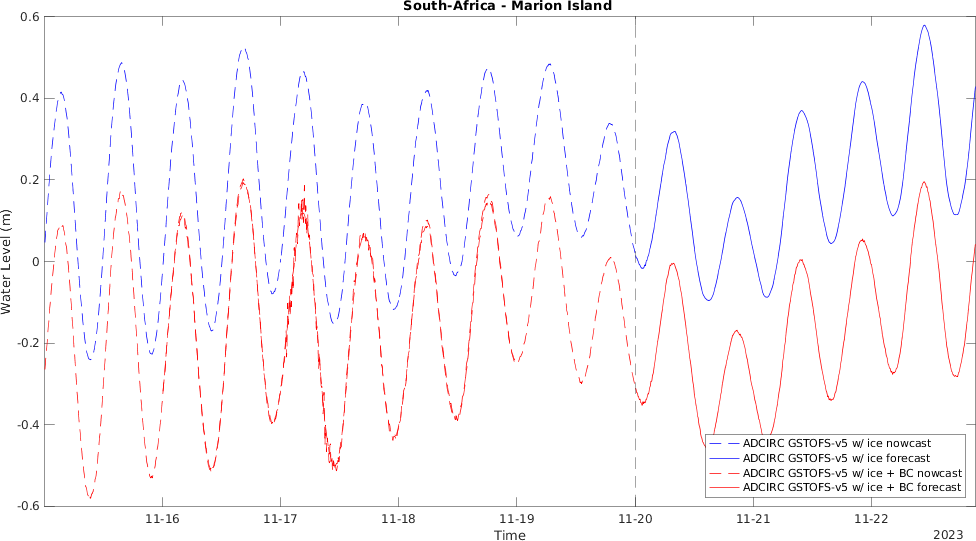 South-Africa - Marion Island
0.6
0.4
0.2
0
-0.2
-0.4
-0.6
Water Level (m)
11-16 11-17 11-18 11-19 11-20 11-21 11-22
Time
2023
ADCIRC GSTOFS-v5 w/ ice nowcast
ADCIRC GSTOFS-v5 w/ ice forecast
ADCIRC GSTOFS-v5 w/ ice + BC nowcast
ADCIRC GSTOFS-v5 w/ ice + BC forecast